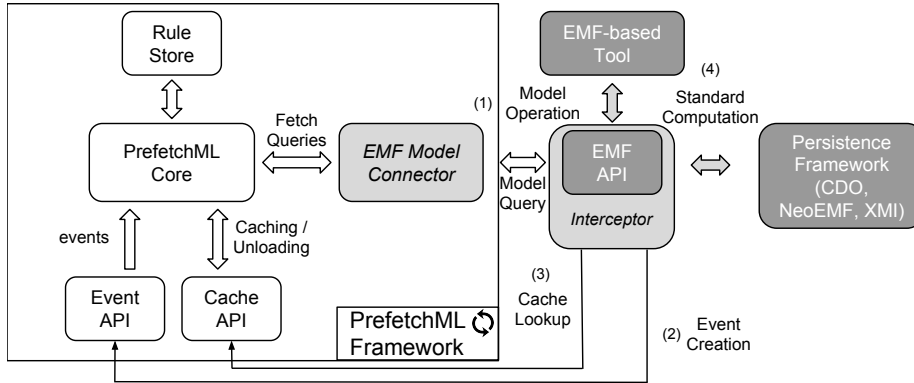 Rule
Store
EMF-based
Tool
(4)
(1)
Model
Operation
Standard
Computation
Fetch
Queries
PrefetchML
Core
EMF Model
Connector
EMF
API
Model
Query
Interceptor
Persistence
Framework
(CDO,
NeoEMF, XMI)
events
Caching /
Unloading
(3)
Cache
Lookup
Event
API
Cache
API
PrefetchML
Framework
(2) Event
Creation